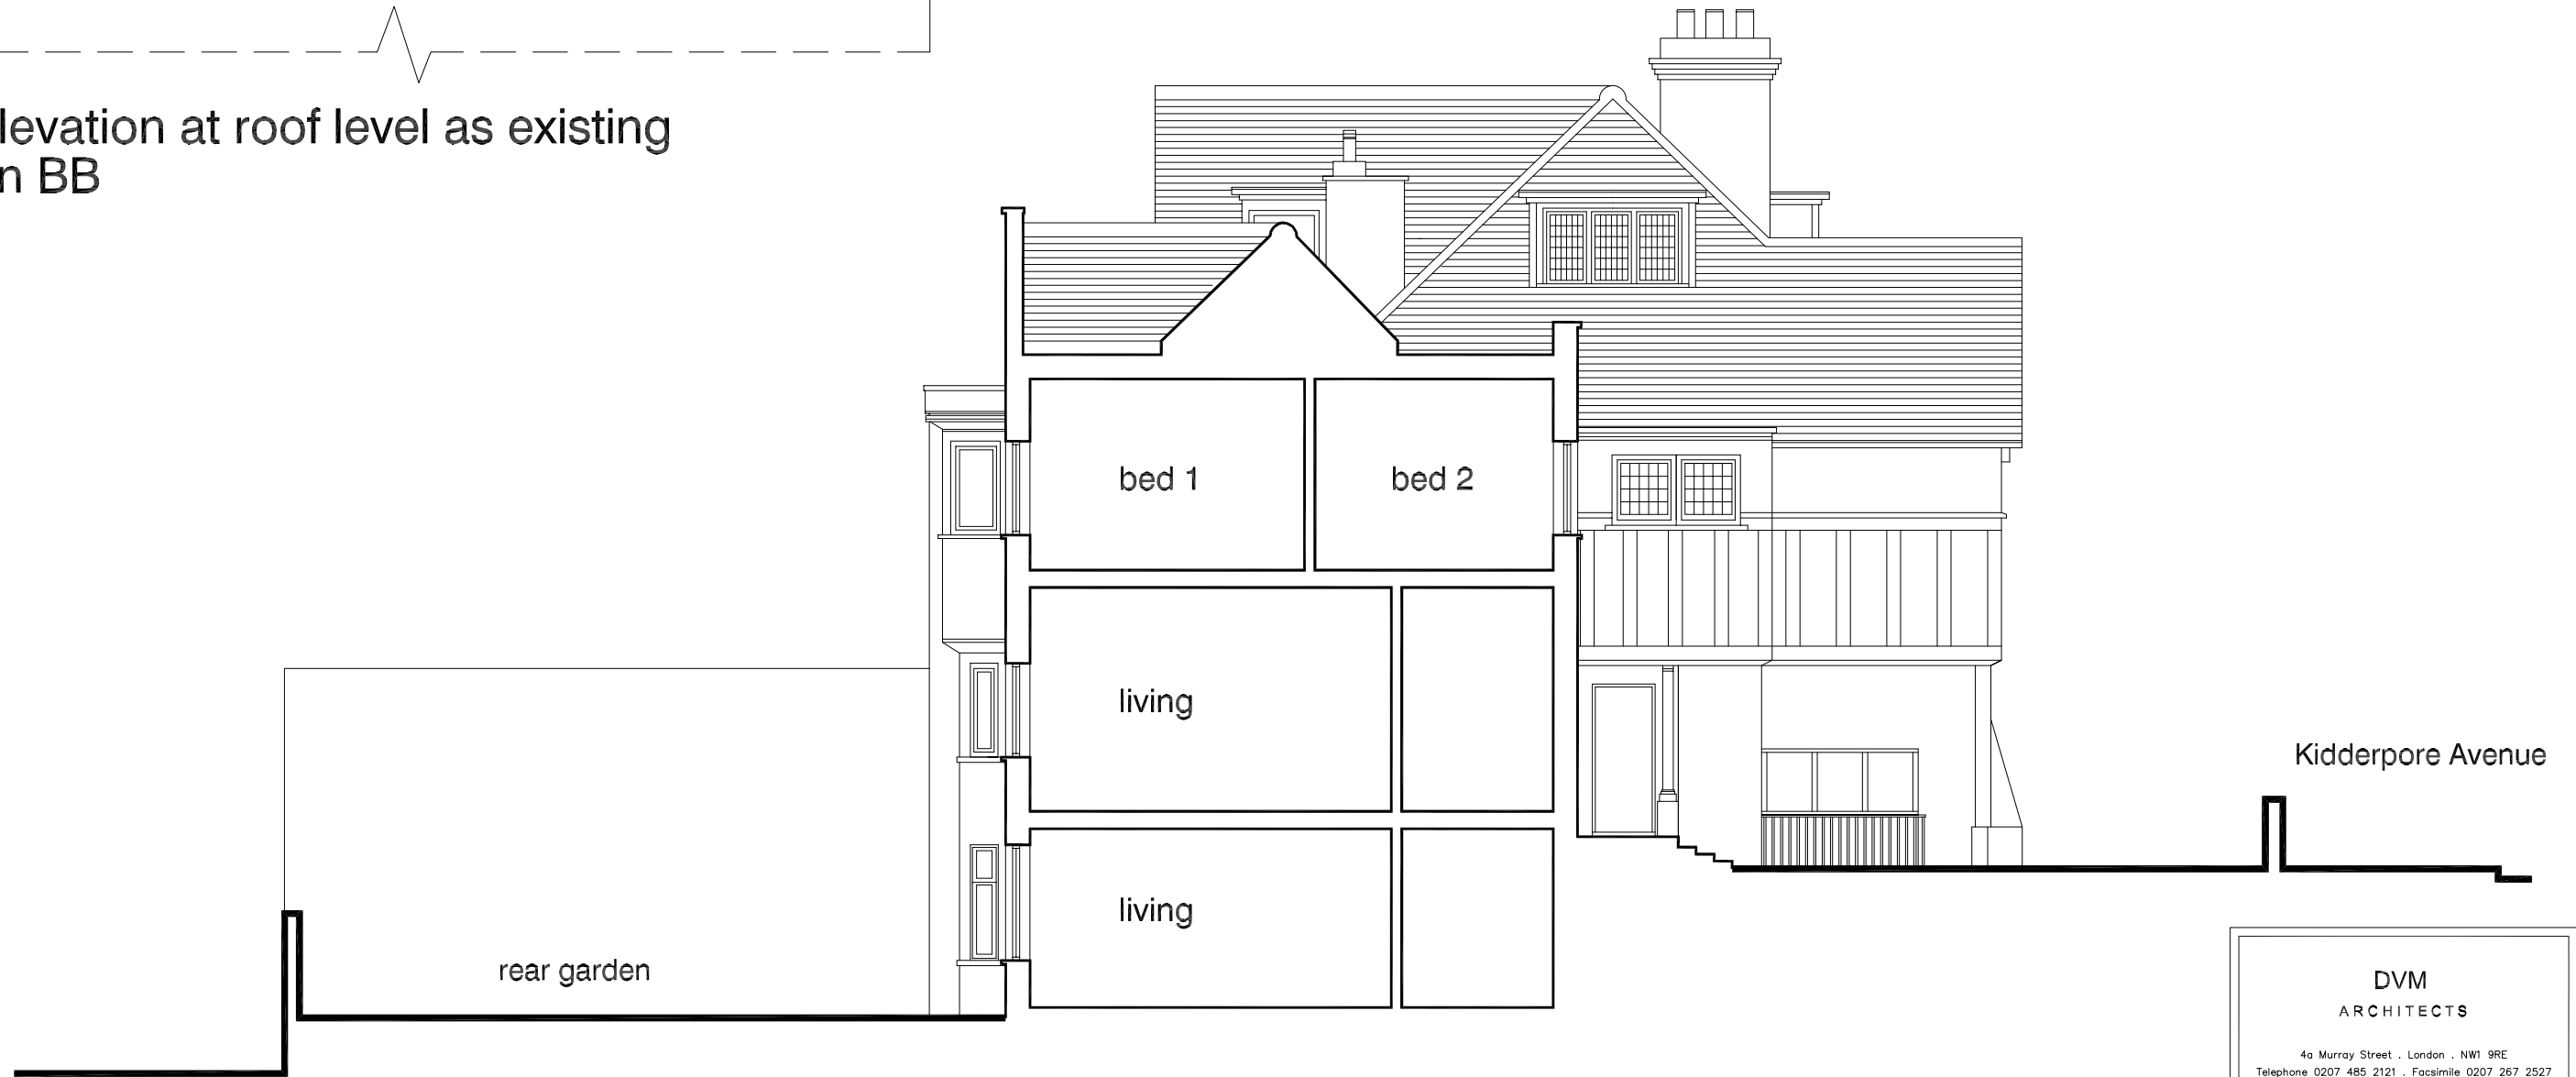 levation at roof level as existing
n BB
bed 1
bed 2
living
Kidderpore Avenue
living
rear garden
DVM
ARCHITECTS
4a Murray Street . London . NW1 9RE
Telephone 0207 485 2121 . Facsimile 0207 267 2527